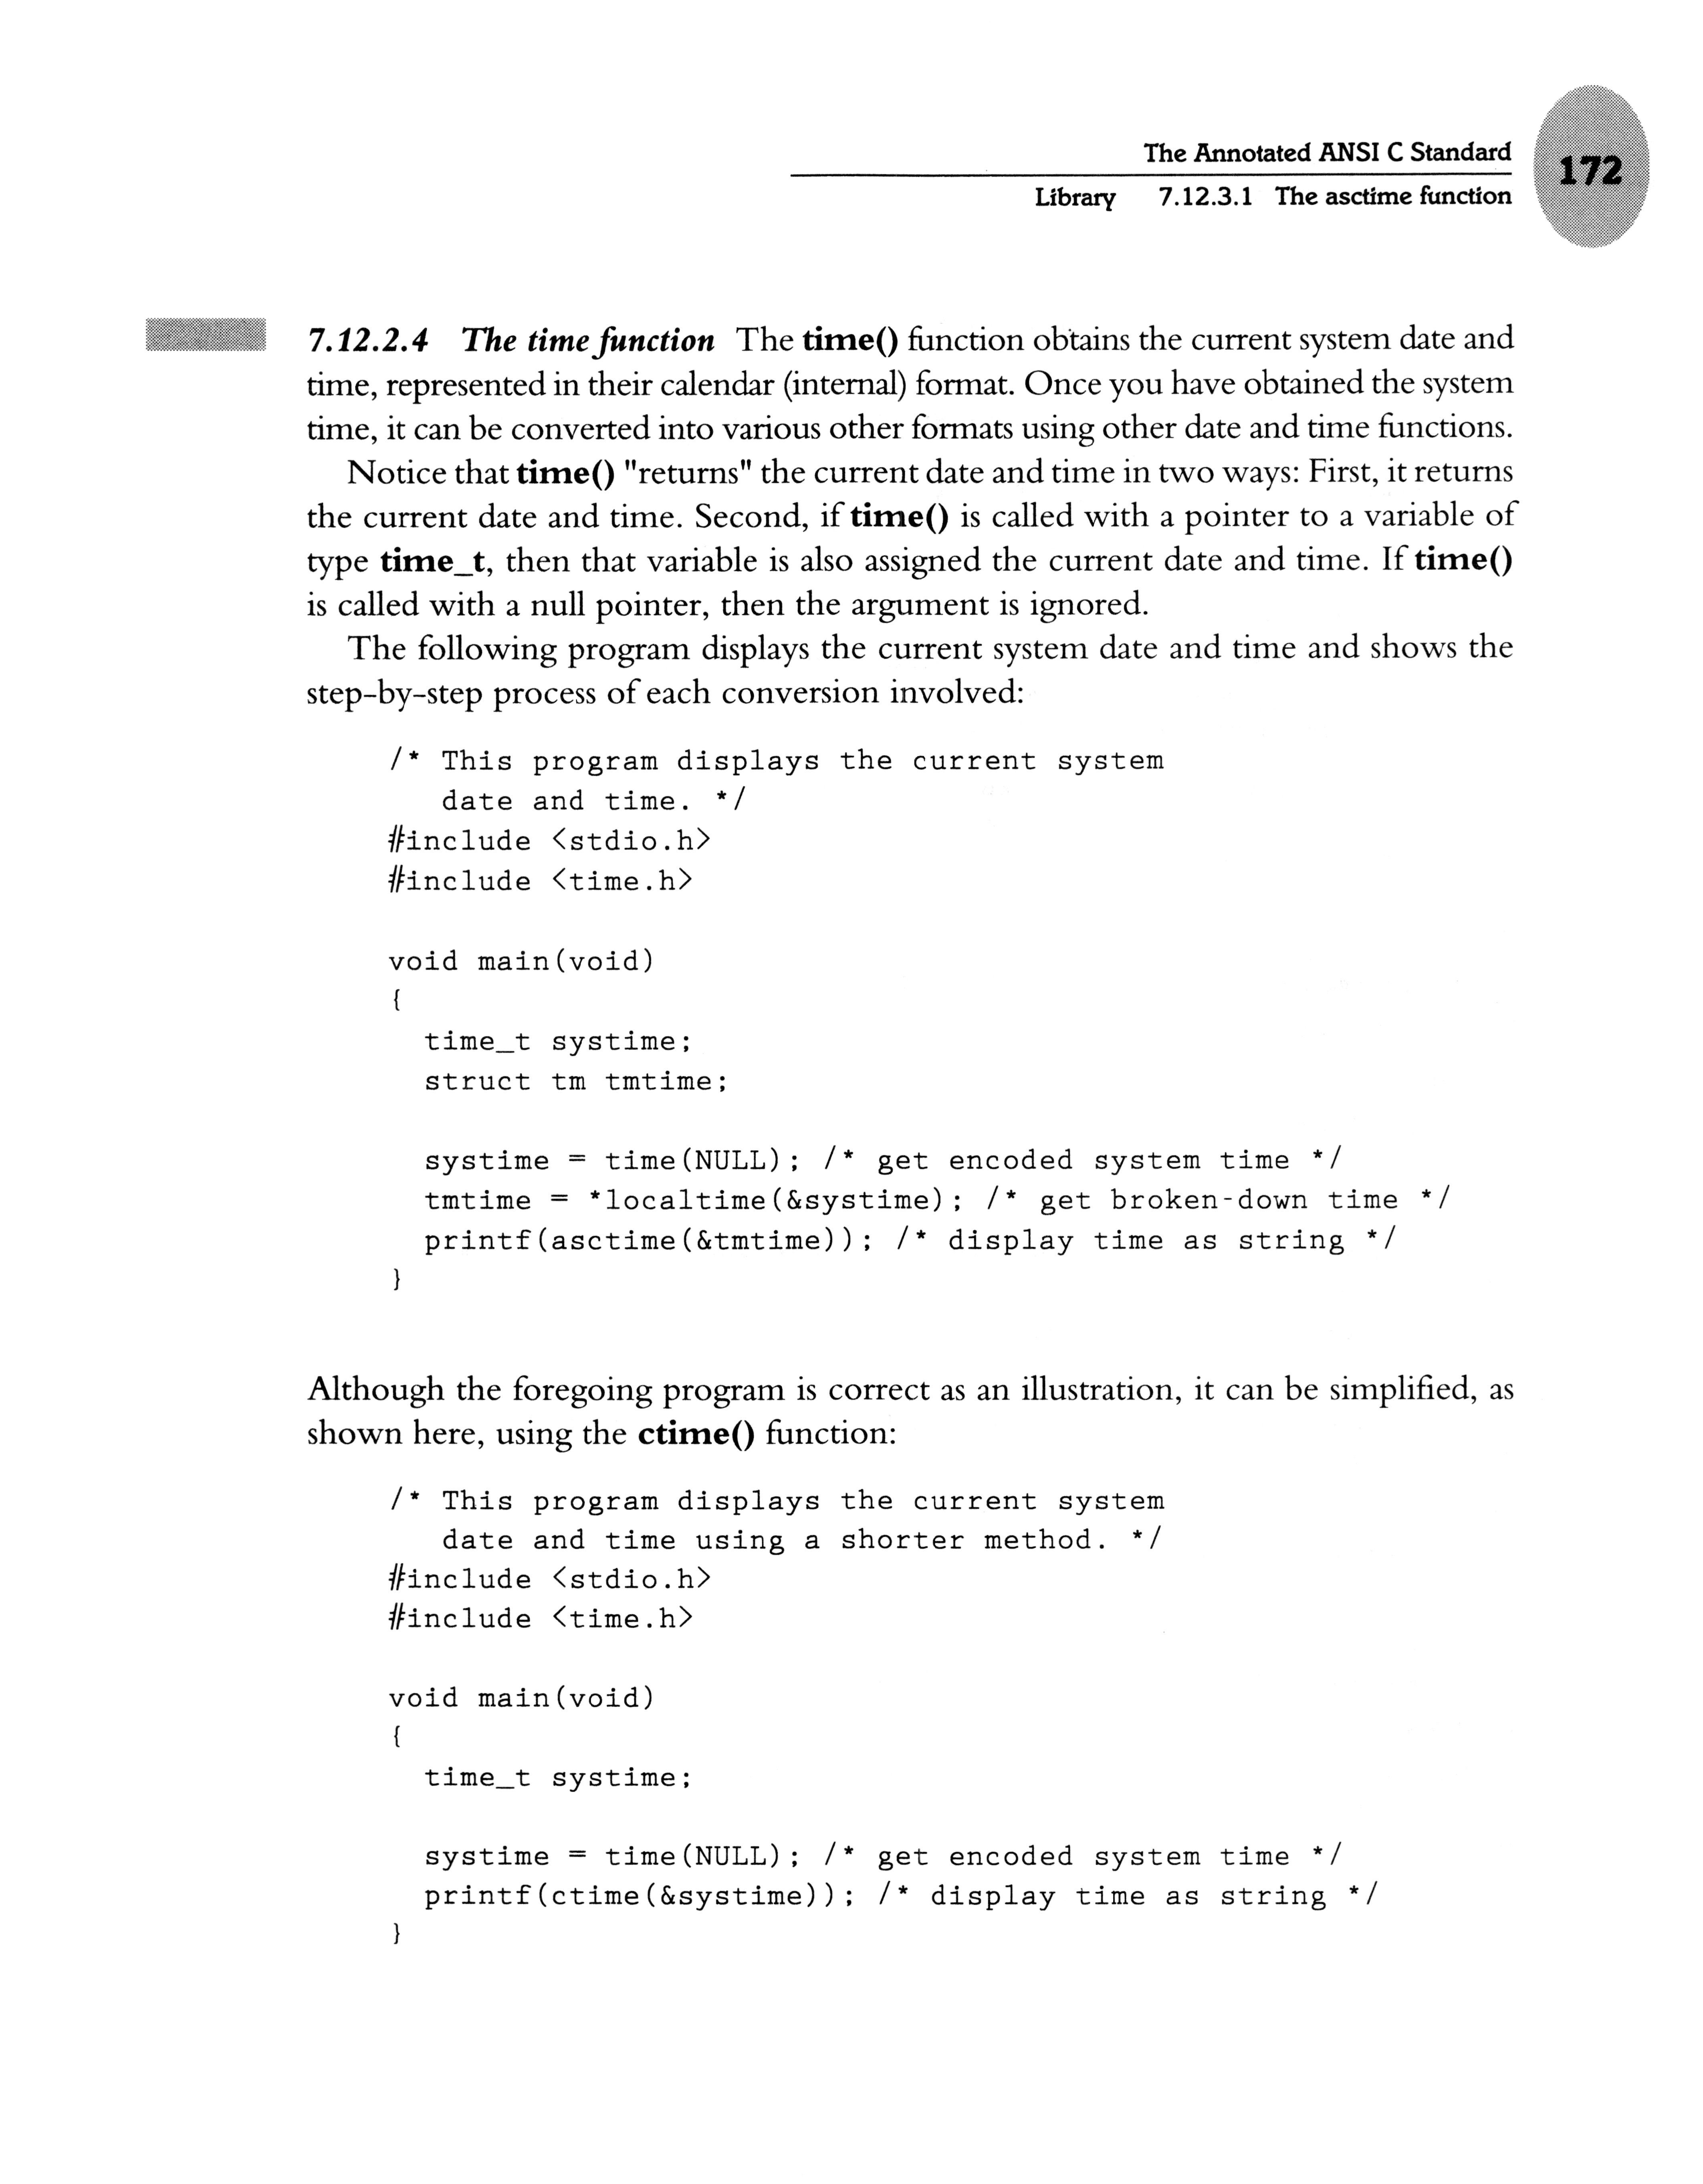 The Annotated ANSI C Standard
172
Library 7.12.3.1 The asctime function
7.12.2.4 The time function The time() function obtains the current system date and
time, represented in their calendar (internal) format. Once you have obtained the system
time, it can be converted into various other formats using other date and time functions.
Notice that time() "returns" the current date and time in two ways: First, it returns
the current date and time. Second, if time() is called with a pointer to a variable of
type time_t, then that variable is also assigned the current date and time. If time()
is called with a null pointer, then the argument is ignored.
The following program displays the current system date and time and shows the
step-by-step process of each conversion involved:
/* This program displays the current system
   date and time. */
#include <stdio.h>
#include <time.h>
void main(void)
{
  time_t systime;
  struct tm tmtime;
  systime = time(NULL); /* get encoded system time */
  tmtime = *localtime(&systime); /* get broken-down time */
  printf(asctime(&tmtime)); /* display time as string */
}
Although the foregoing program is correct as an illustration, it can be simplified, as
shown here, using the ctime() function:
/* This program displays the current system
   date and time using a shorter method. */
#include <stdio.h>
#include <time.h>
void main(void)
{
  time_t systime;
  systime = time(NULL); /* get encoded system time */
  printf(ctime(&systime)); /* display time as string */
}